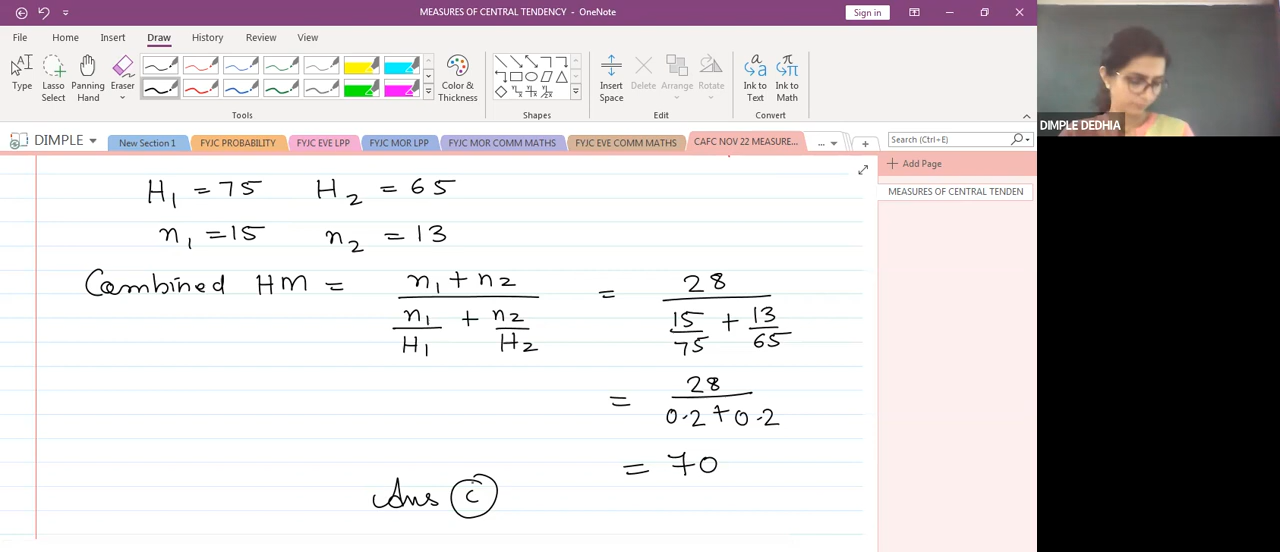 MEASURES OF CENTRAL TENDENCY - OneNote
Sign in
File Home Insert Draw History Review View
Type
Lasso Select
Panning Hand
Eraser
Color & Thickness
Insert Space
Delete
Arrange
Rotate
Ink to Text
Ink to Math
Tools
Shapes
Edit
Convert
DIMPLE
New Section 1
FYJC PROBABILITY
FYJC EVE LPP
FYJC MOR LPP
FYJC MOR COMM MATHS
FYJC EVE COMM MATHS
CAFC NOV 22 MEASURE...
...
Search (Ctrl+E)
DIMPLE DEDHIA
Add Page
MEASURES OF CENTRAL TENDEN
H₁ = 75 H₂ = 65
n₁ = 15 n₂ = 13
Combined HM = (n₁ + n₂) / (n₁/H₁ + n₂/H₂) = 28 / (15/75 + 13/65)
= 28 / (0.2 + 0.2)
= 70
Ans (c)